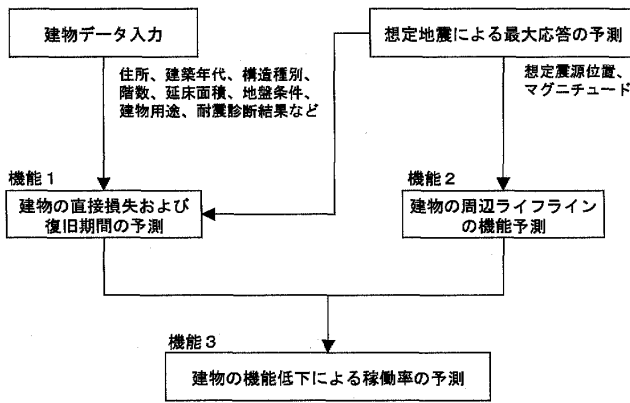 建物データ入力
想定地震による最大応答の予測
住所、建築年代、構造種別、
階数、延床面積、地盤条件、
建物用途、耐震診断結果など
想定震源位置、
マグニチュード
機能1
建物の直接損失および
復旧期間の予測
機能2
建物の周辺ライフライン
の機能予測
機能3
建物の機能低下による稼働率の予測